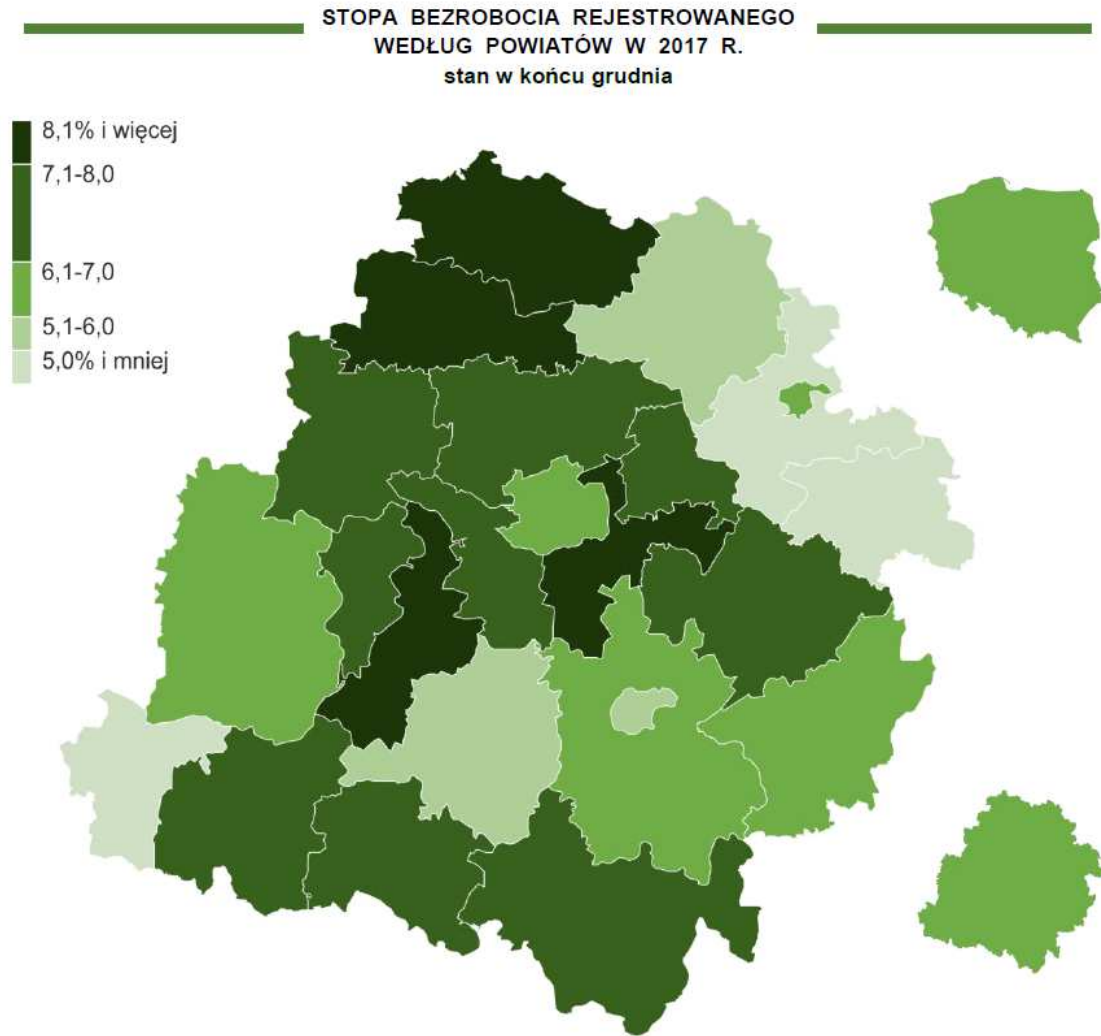 STOPA BEZROBOCIA REJESTROWANEGO
WEDŁUG POWIATÓW W 2017 R.
stan w końcu grudnia
8,1% i więcej
7,1-8,0
6,1-7,0
5,1-6,0
5,0% i mniej